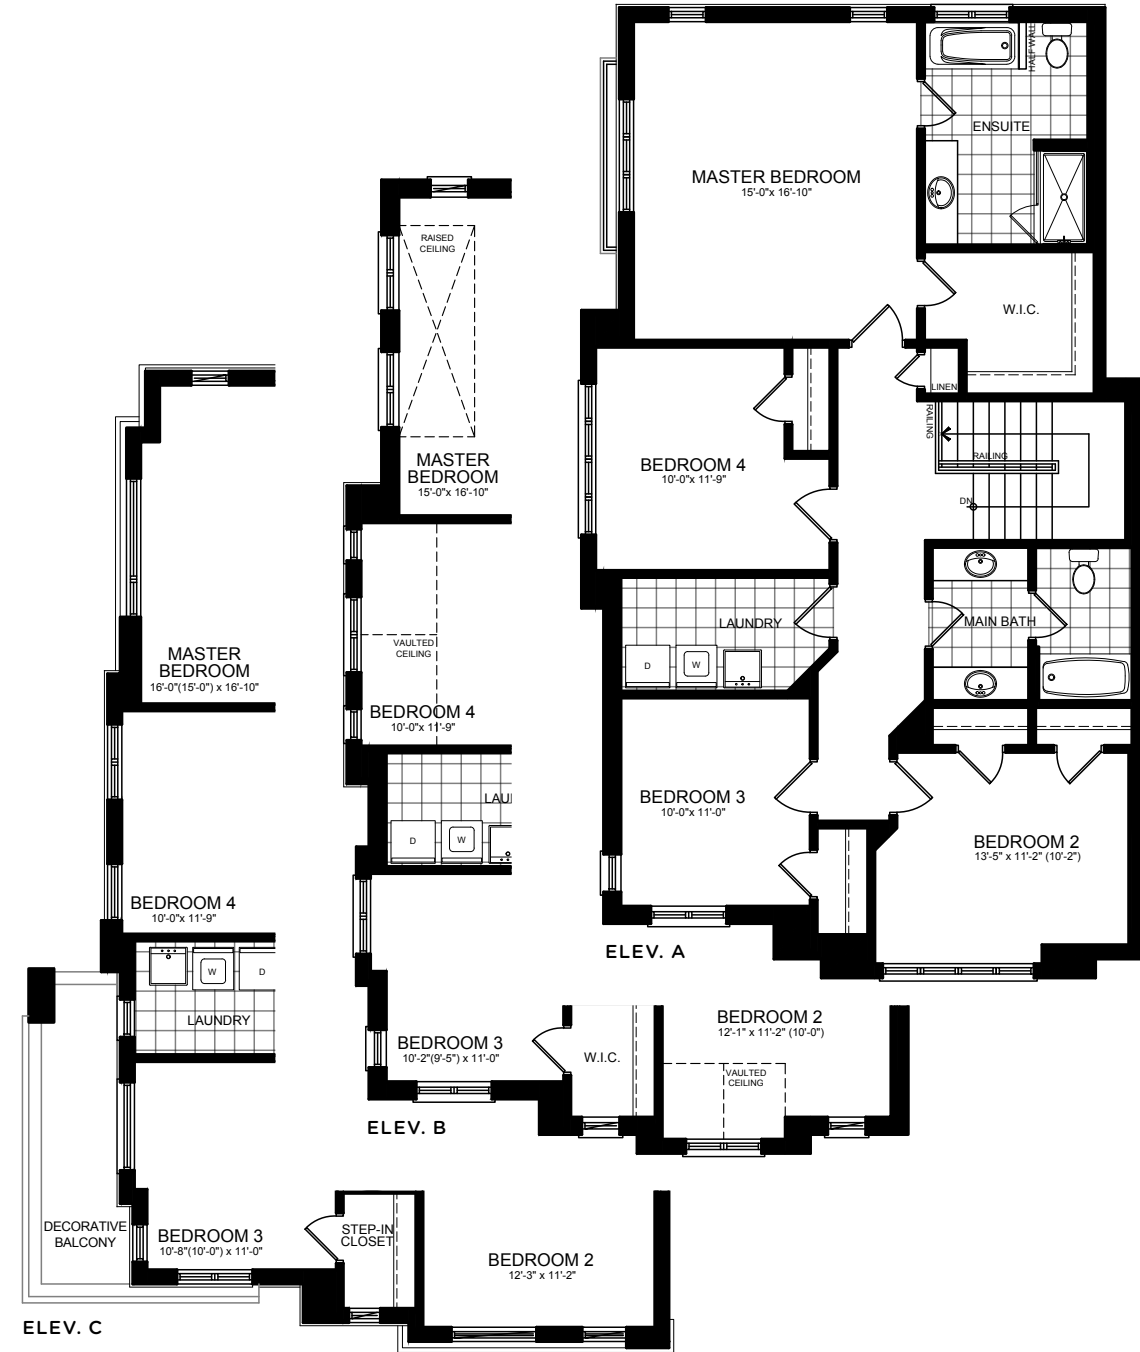 HALF WALL
ENSUITE
MASTER BEDROOM
15'-0"x 16'-10"
W.I.C.
LINEN
RAILING
RAILING
DN
BEDROOM 4
10'-0"x 11'-9"
LAUNDRY
D
W
MAIN BATH
BEDROOM 3
10'-0"x 11'-0"
BEDROOM 2
13'-5" x 11'-2" (10'-2")
ELEV. A
RAISED
CEILING
MASTER
BEDROOM
15'-0"x 16'-10"
VAULTED
CEILING
BEDROOM 4
10'-0"x 11'-9"
LAU
D
W
BEDROOM 3
10'-2"(9'-5") x 11'-0"
W.I.C.
BEDROOM 2
12'-1" x 11'-2" (10'-0")
VAULTED
CEILING
ELEV. B
MASTER
BEDROOM
16'-0"(15'-0") x 16'-10"
BEDROOM 4
10'-0"x 11'-9"
W
D
LAUNDRY
DECORATIVE
BALCONY
BEDROOM 3
10'-8"(10'-0") x 11'-0"
STEP-IN
CLOSET
BEDROOM 2
12'-3" x 11'-2"
ELEV. C